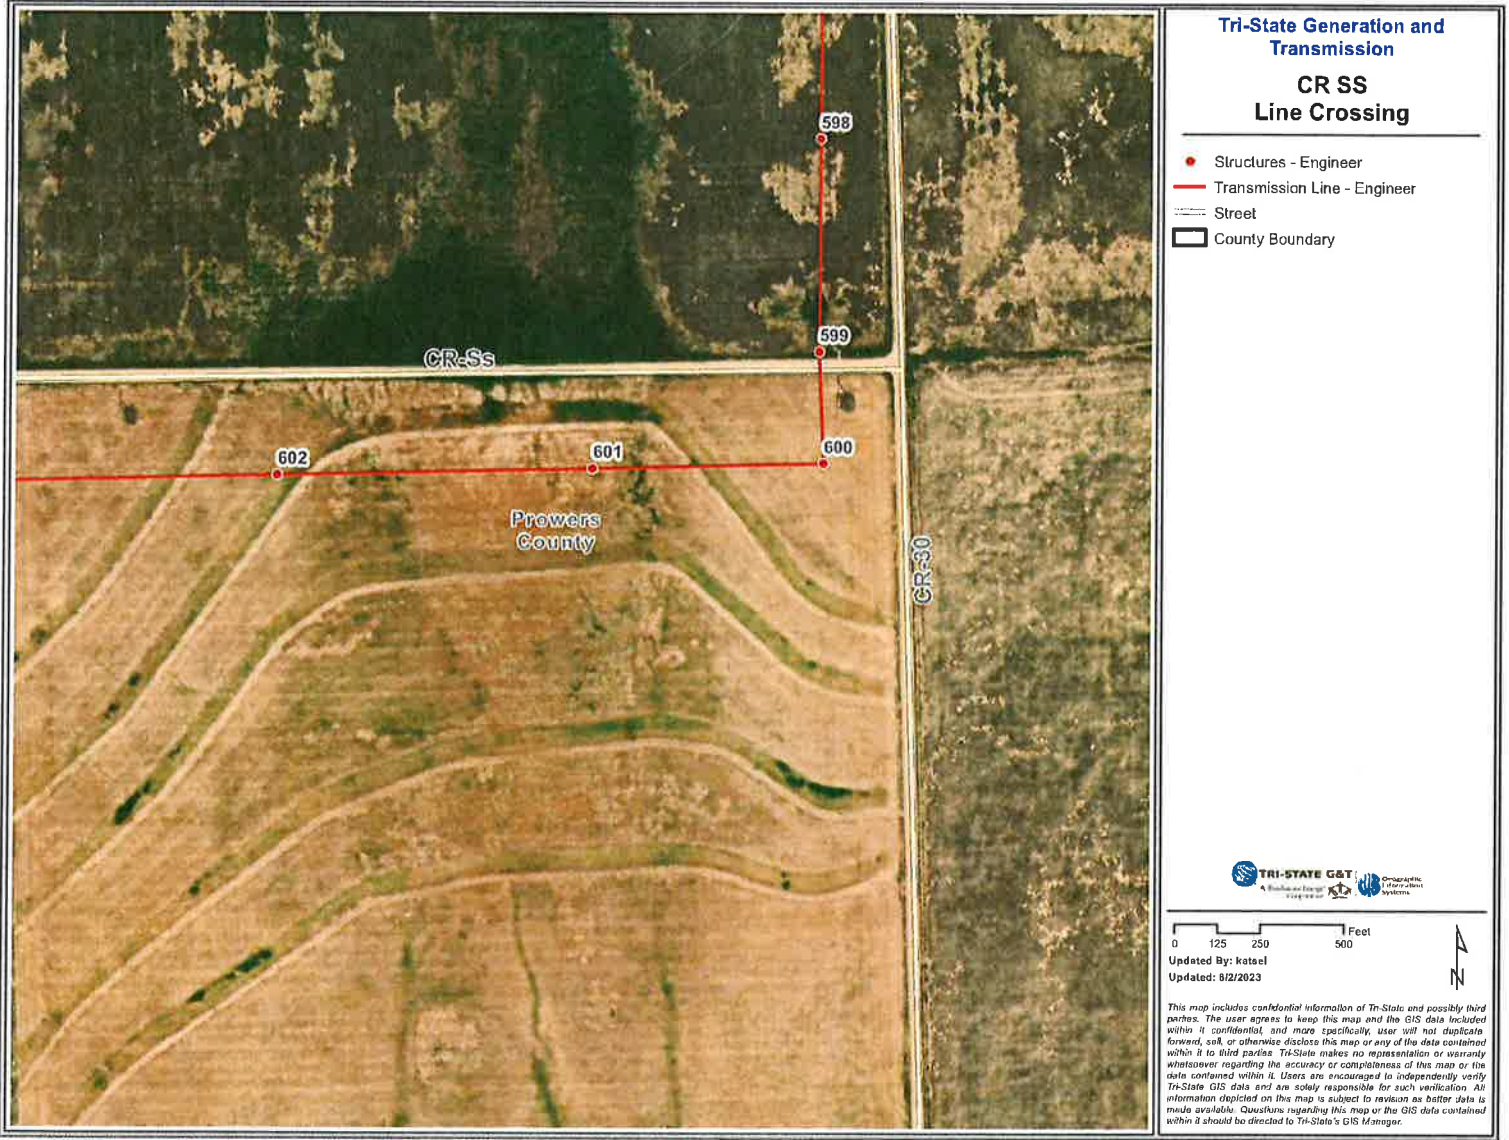 Tri-State Generation and
Transmission
CR SS
Line Crossing
Structures - Engineer
Transmission Line - Engineer
Street
County Boundary
598
599
CR-Ss
602
601
600
Prowers
County
CR-30
TRI-STATE G&T
Geographic
Information
Systems
Feet
0 125 250 500
Updated By: katsel
Updated: 8/2/2023
N
This map includes confidential information of Tri-State and possibly third
parties. The user agrees to keep this map and the GIS data included
within it confidential, and more specifically, user will not duplicate
forward, sell, or otherwise disclose this map or any of the data contained
within it to third parties. Tri-State makes no representation or warranty
whatsoever regarding the accuracy or completeness of this map or the
data contained within it. Users are encouraged to independently verify
Tri-State GIS data and are solely responsible for such verification. All
information depicted on this map is subject to revision as better data is
made available. Questions regarding this map or the GIS data contained
within it should be directed to Tri-State's GIS Manager.